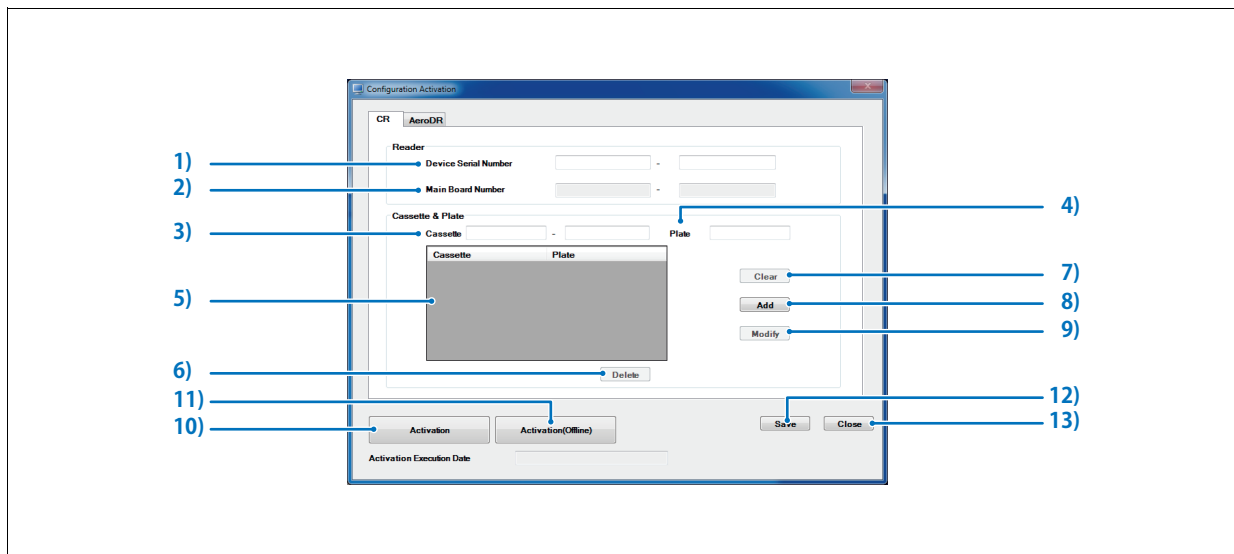 Configuration Activation
CR AeroDR
Reader
1) Device Serial Number -
2) Main Board Number -
4)
Cassette & Plate
3) Cassette - Plate
Cassette Plate
7) Clear
5)
8) Add
9) Modify
6) Delete
11)
12)
10) Activation Activation(Offline) Save Close 13)
Activation Execution Date